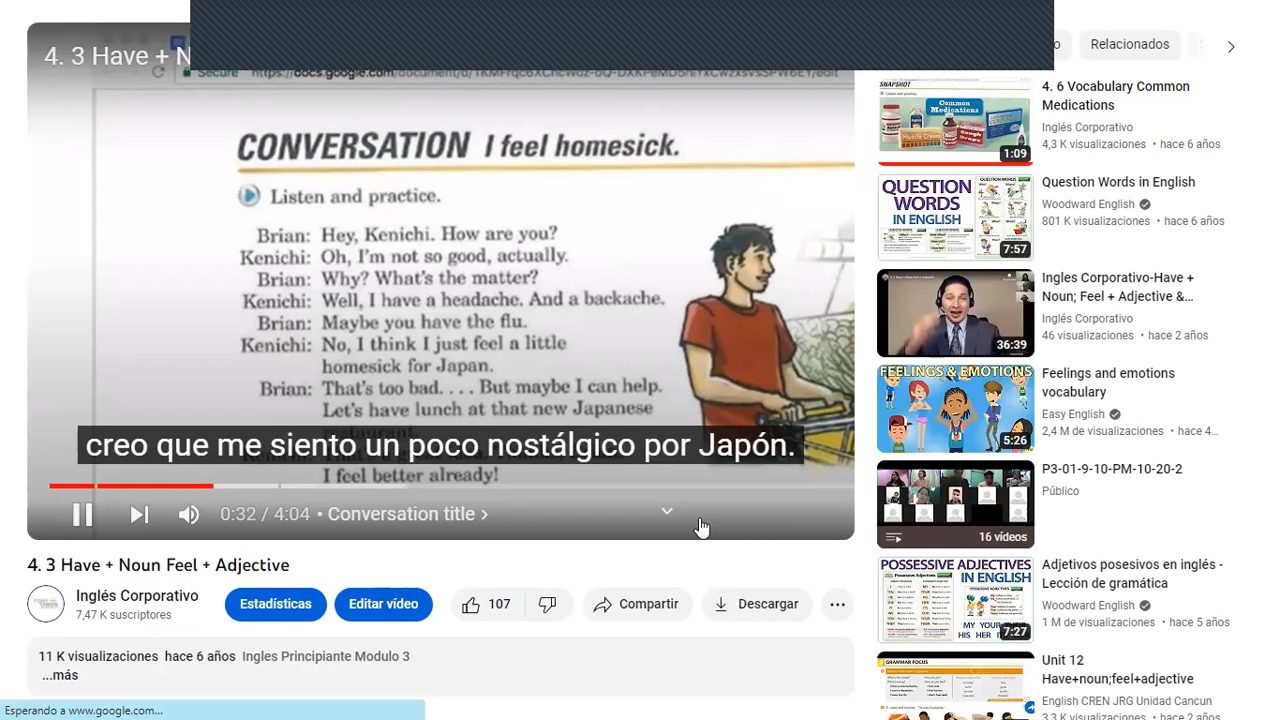 4. 3 Have + N
Secure
CONVERSATION I feel homesick.
Listen and practice.
Brian: Hey, Kenichi. How are you?
Kenichi: Oh, I'm not so good, actually.
Brian: Why? What's the matter?
Kenichi: Well, I have a headache. And a backache.
Brian: Maybe you have the flu.
Kenichi: No, I think I just feel a little
homesick for Japan.
Brian: That's too bad. . . . But maybe I can help.
Let's have lunch at that new Japanese
creo que me siento un poco nostálgico por Japón.
I feel better already!
0:32 / 4:04 • Conversation title
4. 3 Have + Noun Feel + Adjective
Inglés Corporativo
7,47 K suscriptores
Estadísticas
Editar vídeo
107
Compartir
Descargar
11 K visualizaciones hace 6 años Ingles Principiante Modulo 3
...más
Esperando a www.google.com...
Relacionados
SNAPSHOT
Common
Medications
1:09
4. 6 Vocabulary Common
Medications
Inglés Corporativo
4,3 K visualizaciones • hace 6 años
QUESTION
WORDS
IN ENGLISH
7:57
Question Words in English
Woodward English
801 K visualizaciones • hace 6 años
36:39
Ingles Corporativo-Have +
Noun; Feel + Adjective &...
Inglés Corporativo
46 visualizaciones • hace 2 años
FEELINGS & EMOTIONS
5:26
Feelings and emotions
vocabulary
Easy English
2,4 M de visualizaciones • hace 4...
16 vídeos
P3-01-9-10-PM-10-20-2
Público
POSSESSIVE ADJECTIVES
IN ENGLISH
MY YOUR
HIS HER
7:27
Adjetivos posesivos en inglés -
Lección de gramática
Woodward English
1 M de visualizaciones • hace 5 años
GRAMMAR FOCUS
Unit 12
Have+noun;feel+adjective
English CREN JRG Unidad Cancun
3,3 K visualizaciones • hace 2 años